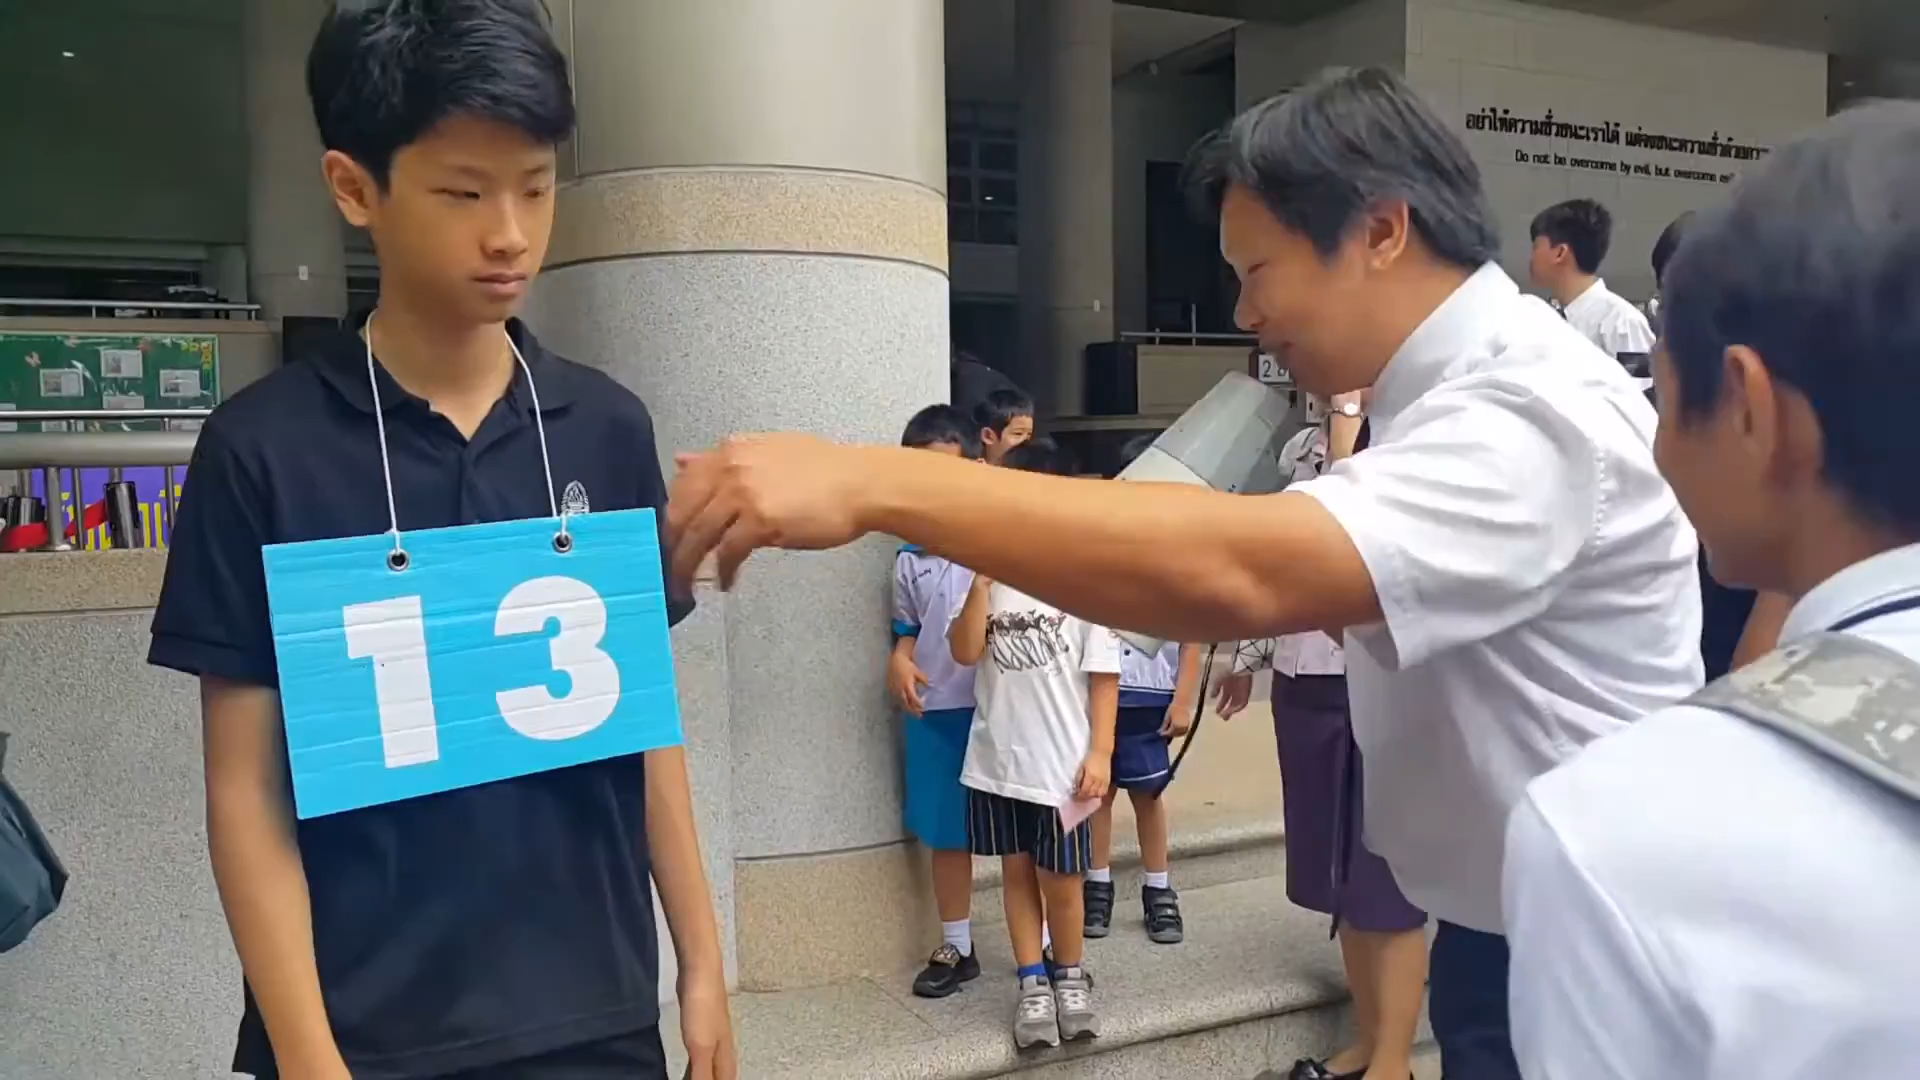 อย่าให้ความชั่วชนะเราได้ แต่จงชนะความชั่วด้วยคว
Do not be overcome by evil, but overcome evil
28
13